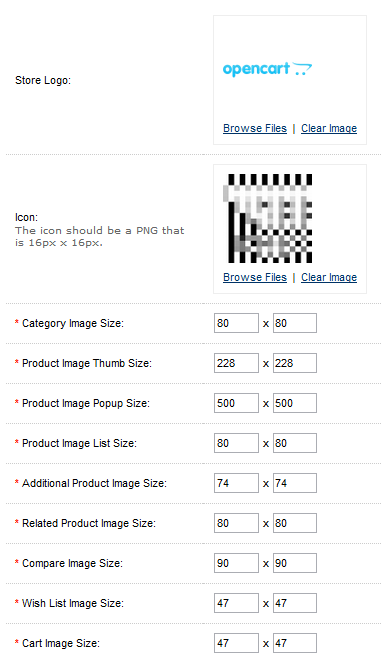 opencart
Store Logo:
Browse Files | Clear Image
Icon:
The icon should be a PNG that
is 16px x 16px.
Browse Files | Clear Image
* Category Image Size: 80 x 80
* Product Image Thumb Size: 228 x 228
* Product Image Popup Size: 500 x 500
* Product Image List Size: 80 x 80
* Additional Product Image Size: 74 x 74
* Related Product Image Size: 80 x 80
* Compare Image Size: 90 x 90
* Wish List Image Size: 47 x 47
* Cart Image Size: 47 x 47